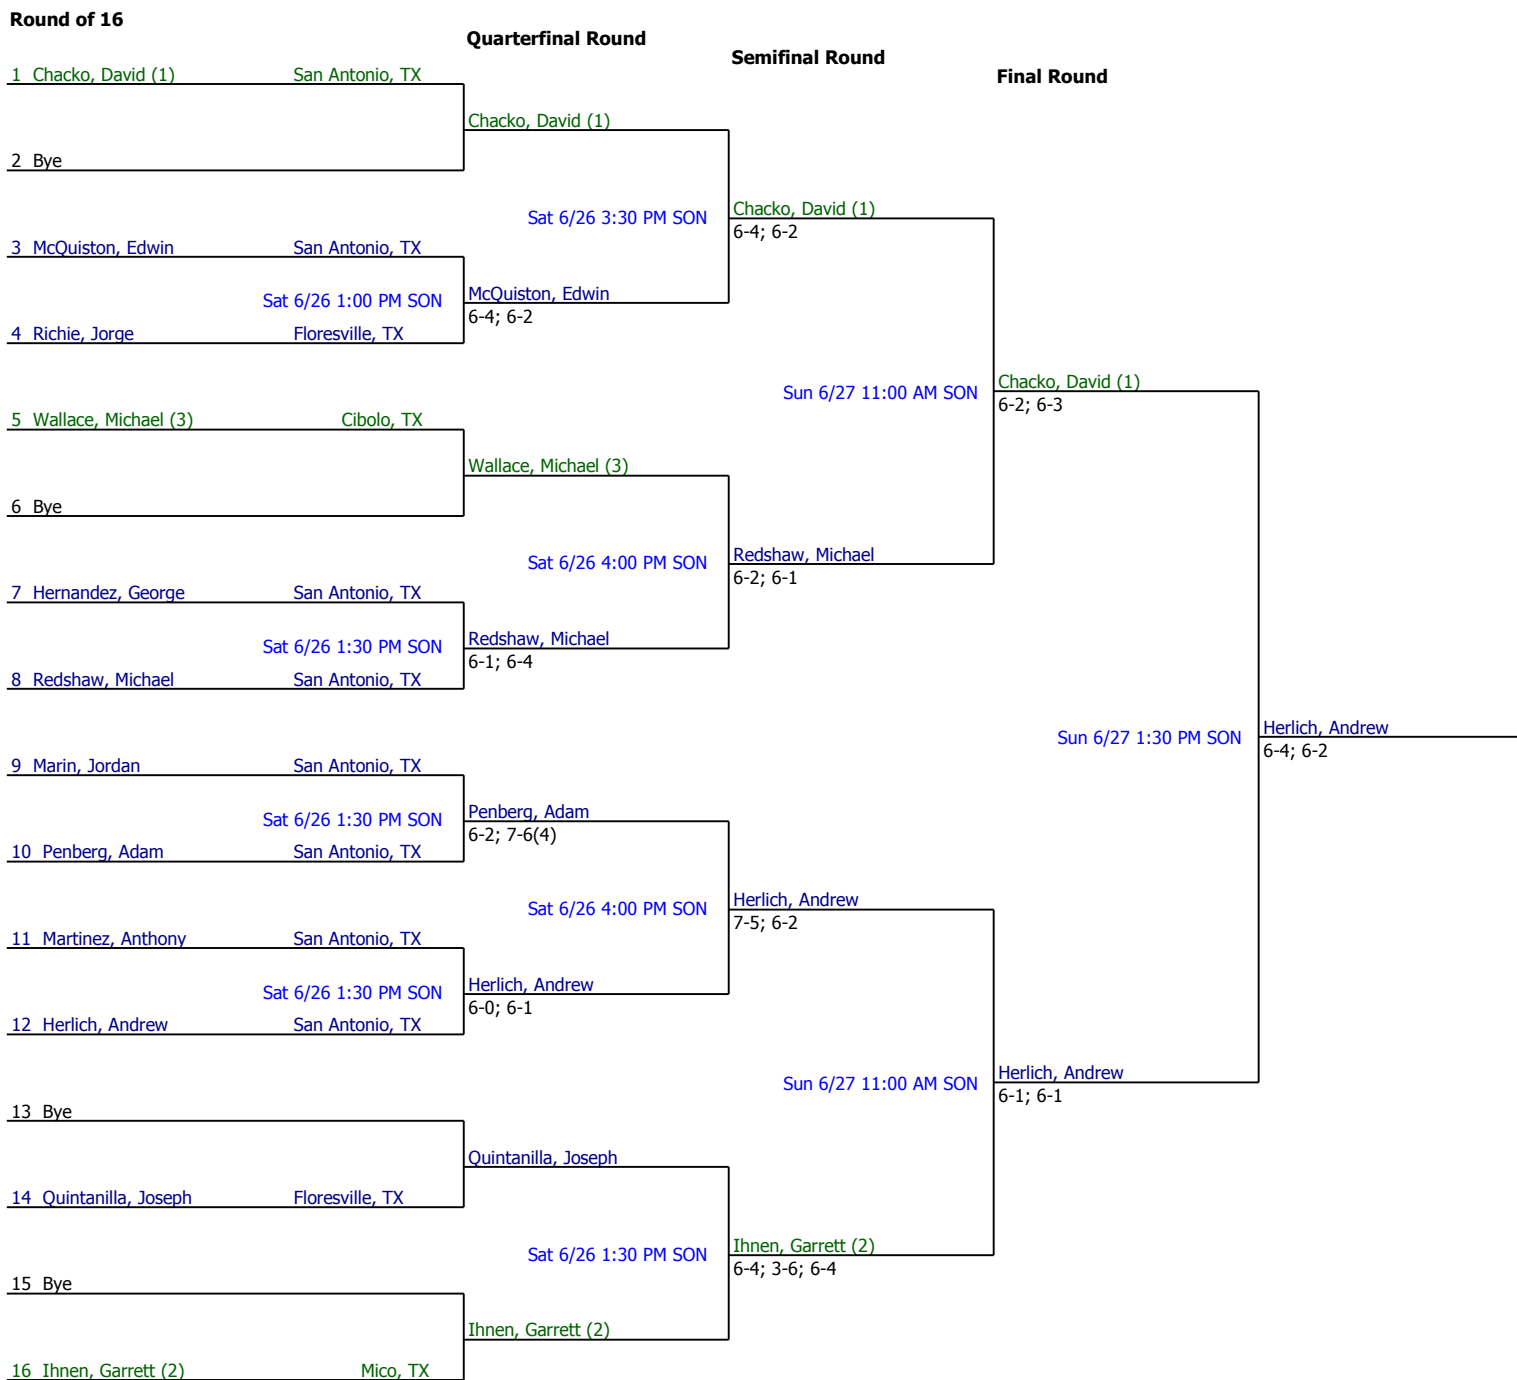 Round of 16
Quarterfinal Round
Semifinal Round
Final Round
1 Chacko, David (1) San Antonio, TX
Chacko, David (1)
2 Bye
Sat 6/26 3:30 PM SON
Chacko, David (1)
6-4; 6-2
3 McQuiston, Edwin San Antonio, TX
Sat 6/26 1:00 PM SON
McQuiston, Edwin
6-4; 6-2
4 Richie, Jorge Floresville, TX
Sun 6/27 11:00 AM SON
Chacko, David (1)
6-2; 6-3
5 Wallace, Michael (3) Cibolo, TX
Wallace, Michael (3)
6 Bye
Sat 6/26 4:00 PM SON
Redshaw, Michael
6-2; 6-1
7 Hernandez, George San Antonio, TX
Sat 6/26 1:30 PM SON
Redshaw, Michael
6-1; 6-4
8 Redshaw, Michael San Antonio, TX
Sun 6/27 1:30 PM SON
Herlich, Andrew
6-4; 6-2
9 Marin, Jordan San Antonio, TX
Sat 6/26 1:30 PM SON
Penberg, Adam
6-2; 7-6(4)
10 Penberg, Adam San Antonio, TX
Sat 6/26 4:00 PM SON
Herlich, Andrew
7-5; 6-2
11 Martinez, Anthony San Antonio, TX
Sat 6/26 1:30 PM SON
Herlich, Andrew
6-0; 6-1
12 Herlich, Andrew San Antonio, TX
Sun 6/27 11:00 AM SON
Herlich, Andrew
6-1; 6-1
13 Bye
Quintanilla, Joseph
14 Quintanilla, Joseph Floresville, TX
Sat 6/26 1:30 PM SON
Ihnen, Garrett (2)
6-4; 3-6; 6-4
15 Bye
Ihnen, Garrett (2)
16 Ihnen, Garrett (2) Mico, TX